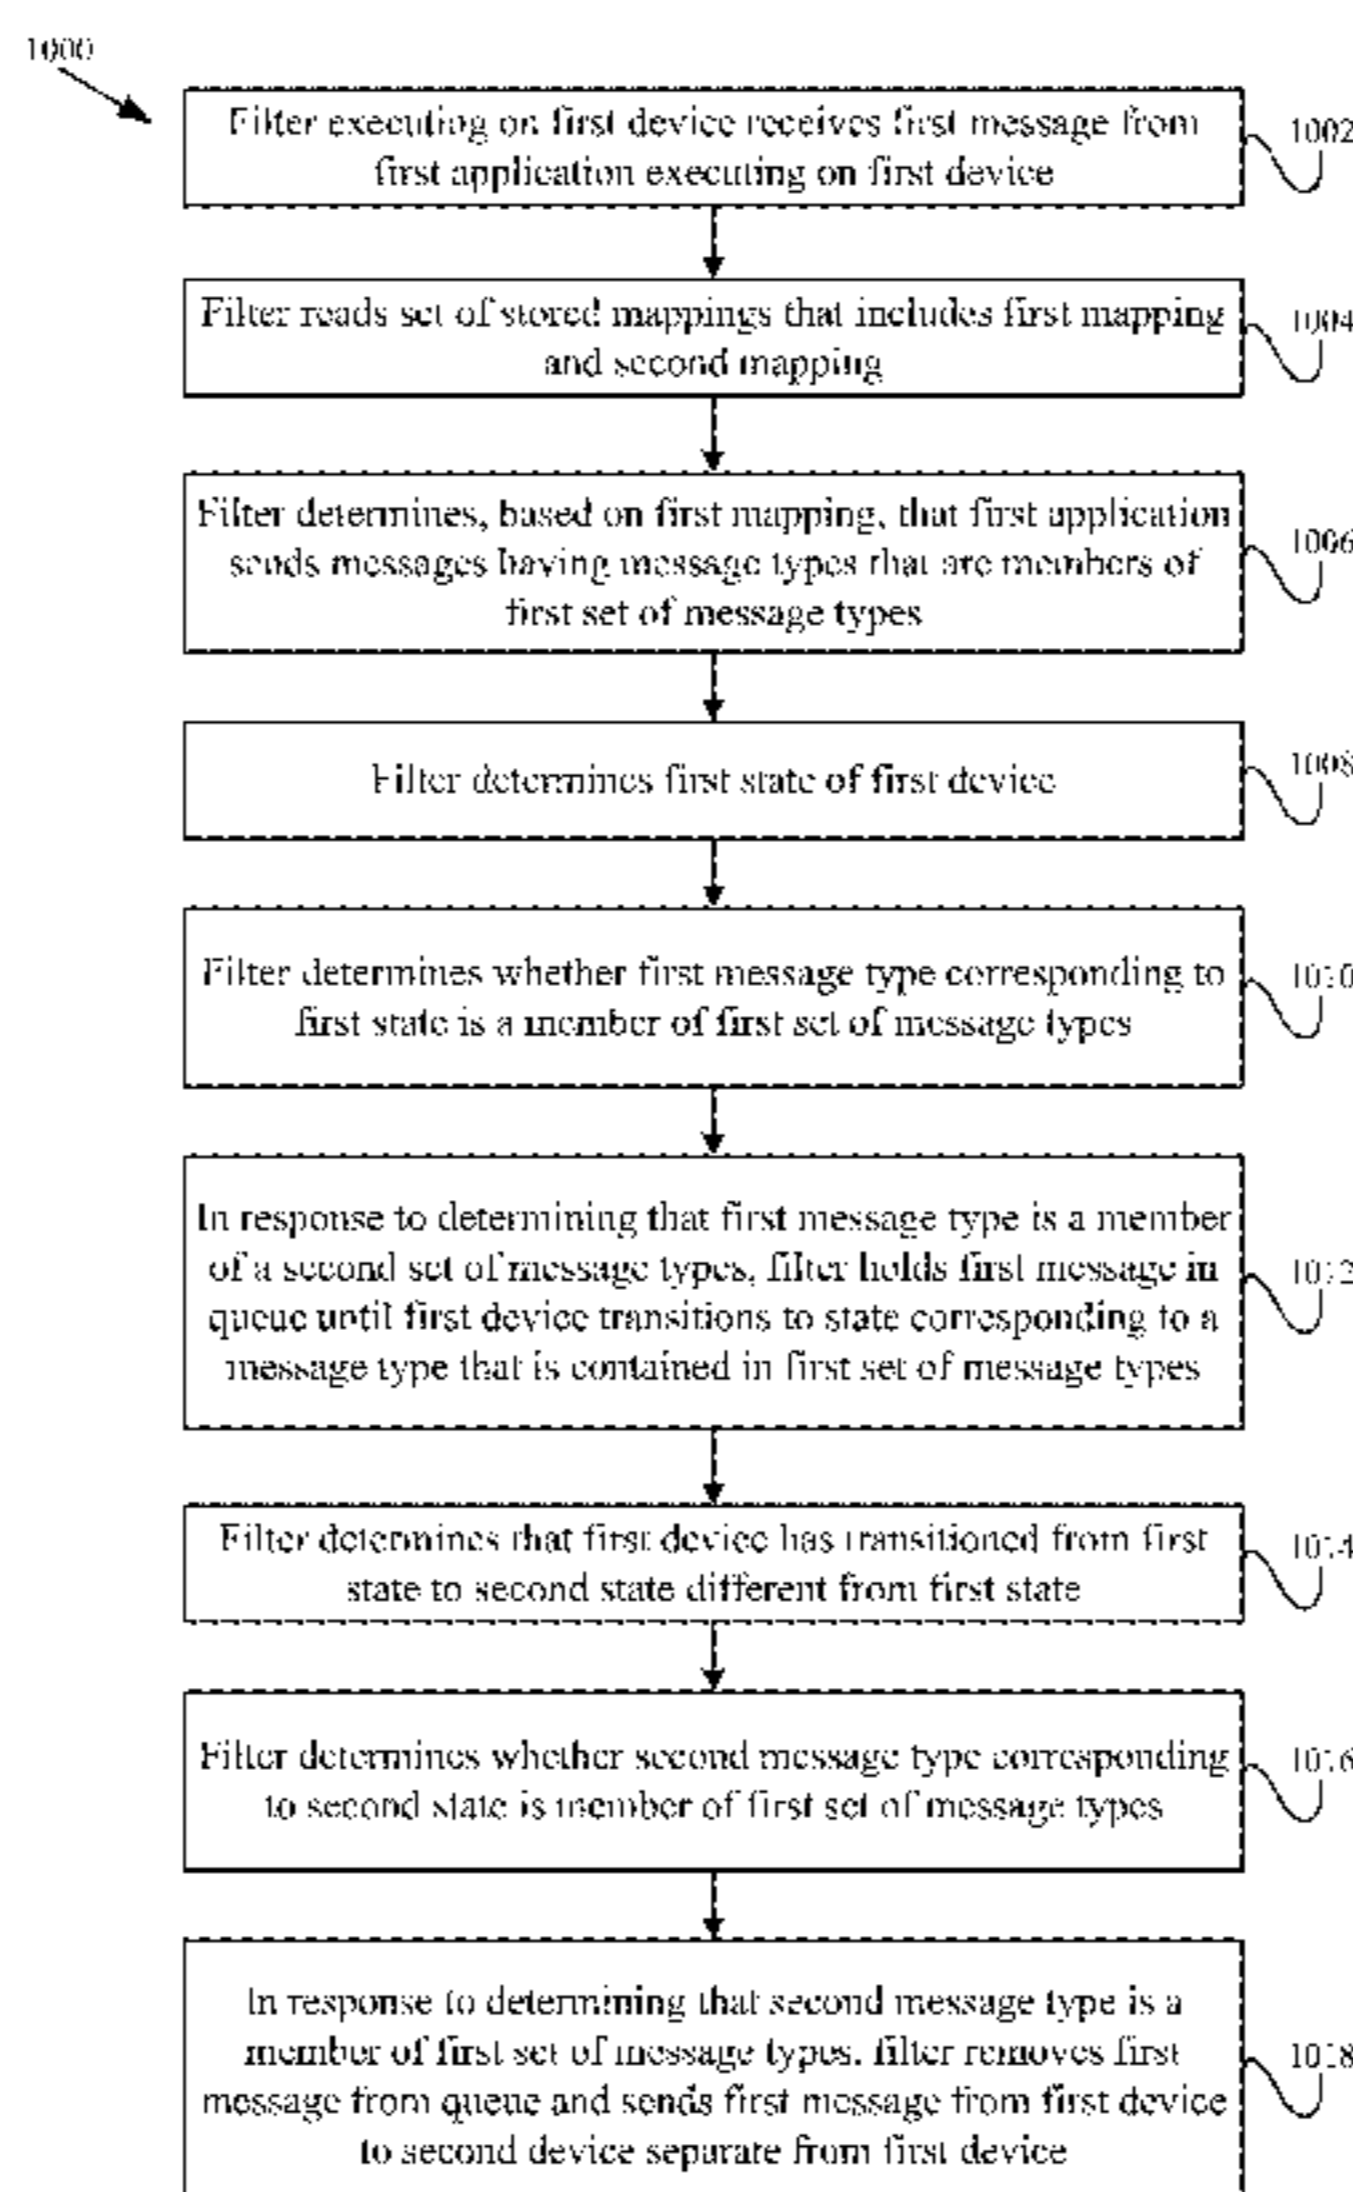 1000
Filter executing on first device receives first message from
first application executing on first device
1002
Filter reads set of stored mappings that includes first mapping
and second mapping
1004
Filter determines, based on first mapping, that first application
sends messages having message types that are members of
first set of message types
1006
Filter determines first state of first device
1008
Filter determines whether first message type corresponding to
first state is a member of first set of message types
1010
In response to determining that first message type is a member
of a second set of message types, filter holds first message in
queue until first device transitions to state corresponding to a
message type that is contained in first set of message types
1012
Filter determines that first device has transitioned from first
state to second state different from first state
1014
Filter determines whether second message type corresponding
to second state is member of first set of message types
1016
In response to determining that second message type is a
member of first set of message types, filter removes first
message from queue and sends first message from first device
to second device separate from first device
1018